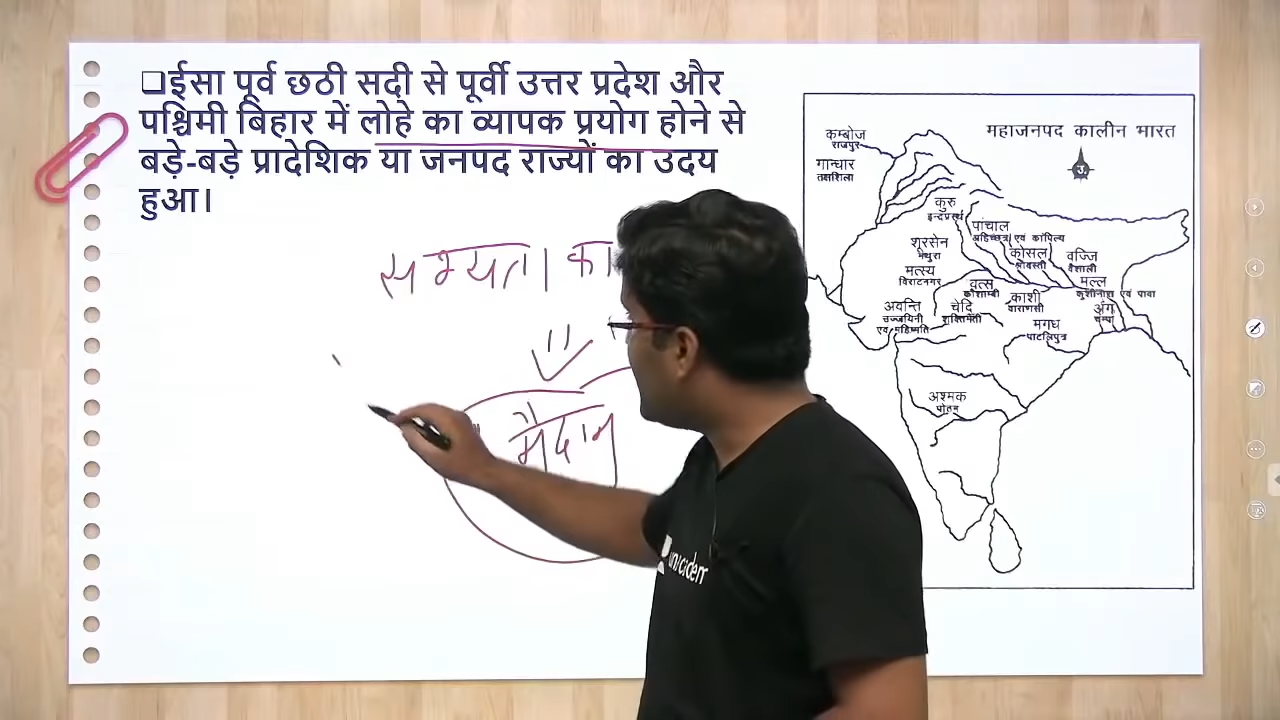 ❑ईसा पूर्व छठी सदी से पूर्वी उत्तर प्रदेश और
पश्चिमी बिहार में लोहे का व्यापक प्रयोग होने से
बड़े-बड़े प्रादेशिक या जनपद राज्यों का उदय
हुआ।
सभ्यता का
मैदान
महाजनपद कालीन भारत
उ
कम्बोज
राजपुर
गान्धार
तक्षशिला
कुरु
इन्द्रप्रस्थ
पांचाल
अहिच्छत्र एवं कांपिल्य
शूरसेन
मथुरा
कोसल
श्रावस्ती
वज्जि
वैशाली
मत्स्य
विराटनगर
वत्स
कौशाम्बी
मल्ल
कुशीनारा एवं पावा
काशी
वाराणसी
अवन्ति
उज्जयिनी
एवं महिष्मति
चेदि
शक्तिमती
अंग
चम्पा
मगध
पाटलिपुत्र
अश्मक
पोतन